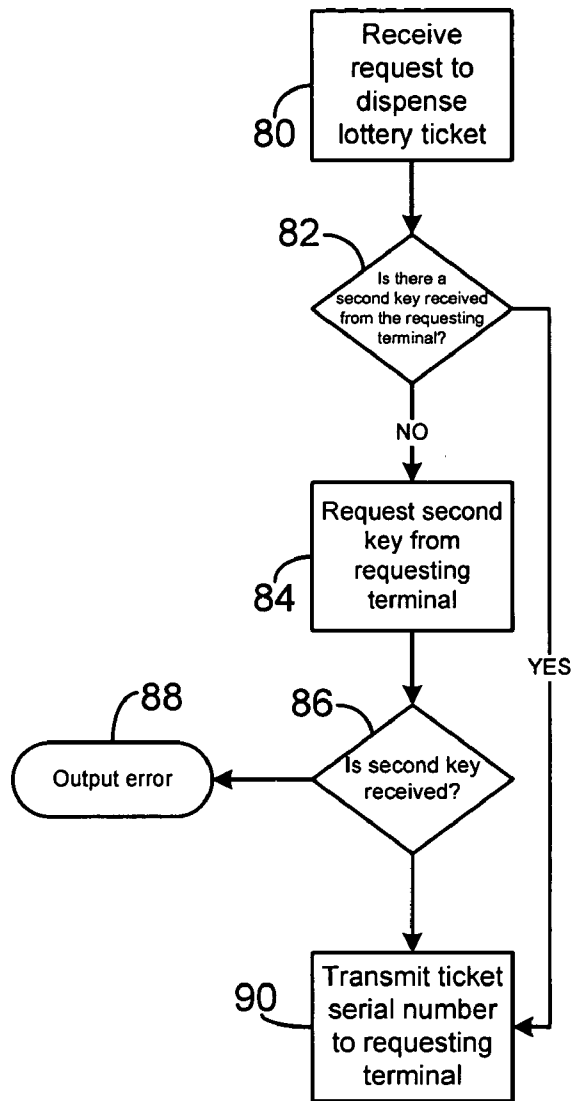 Receive
request to
dispense
lottery ticket
80
82
Is there a
second key received
from the requesting
terminal?
NO
Request second
key from
requesting
terminal
84
YES
88
86
Output error
Is second key
received?
Transmit ticket
serial number
to requesting
terminal
90